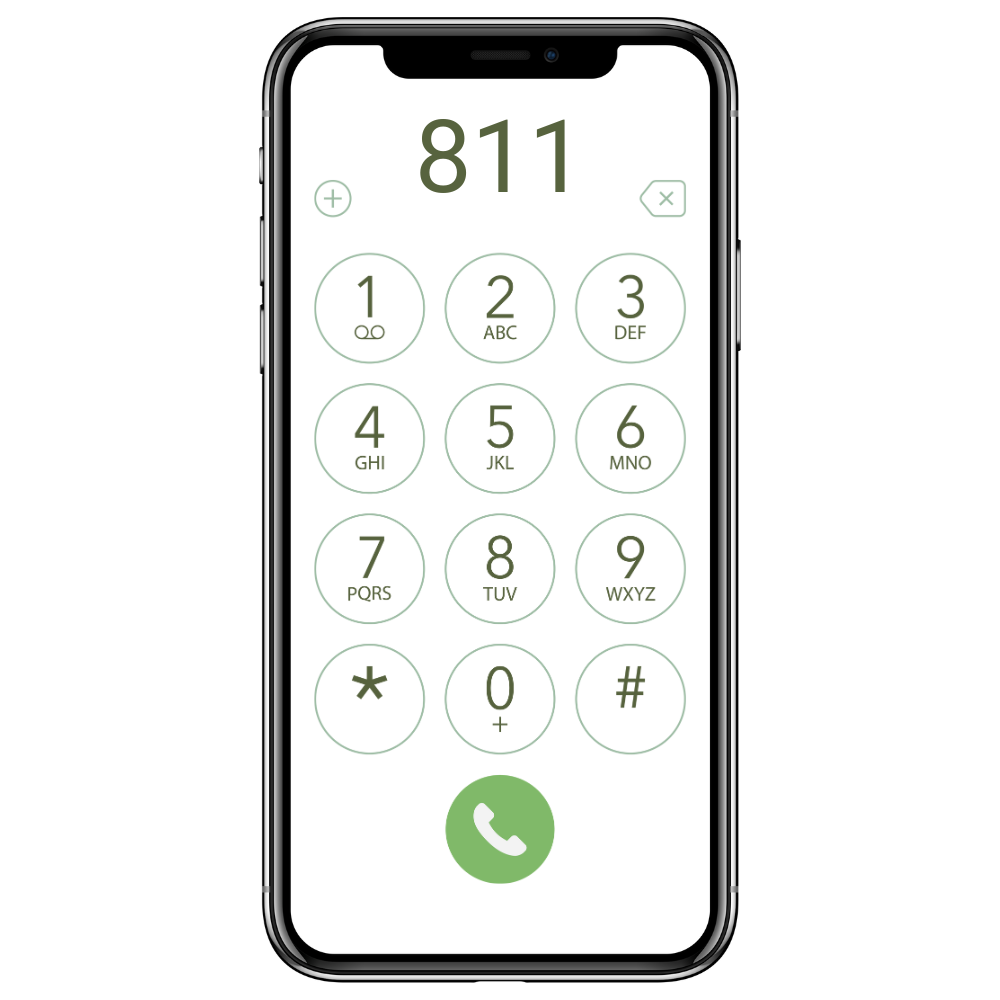 811
1 2 3
ABC DEF
4 5 6
GHI JKL MNO
7 8 9
PQRS TUV WXYZ
* 0 #
+